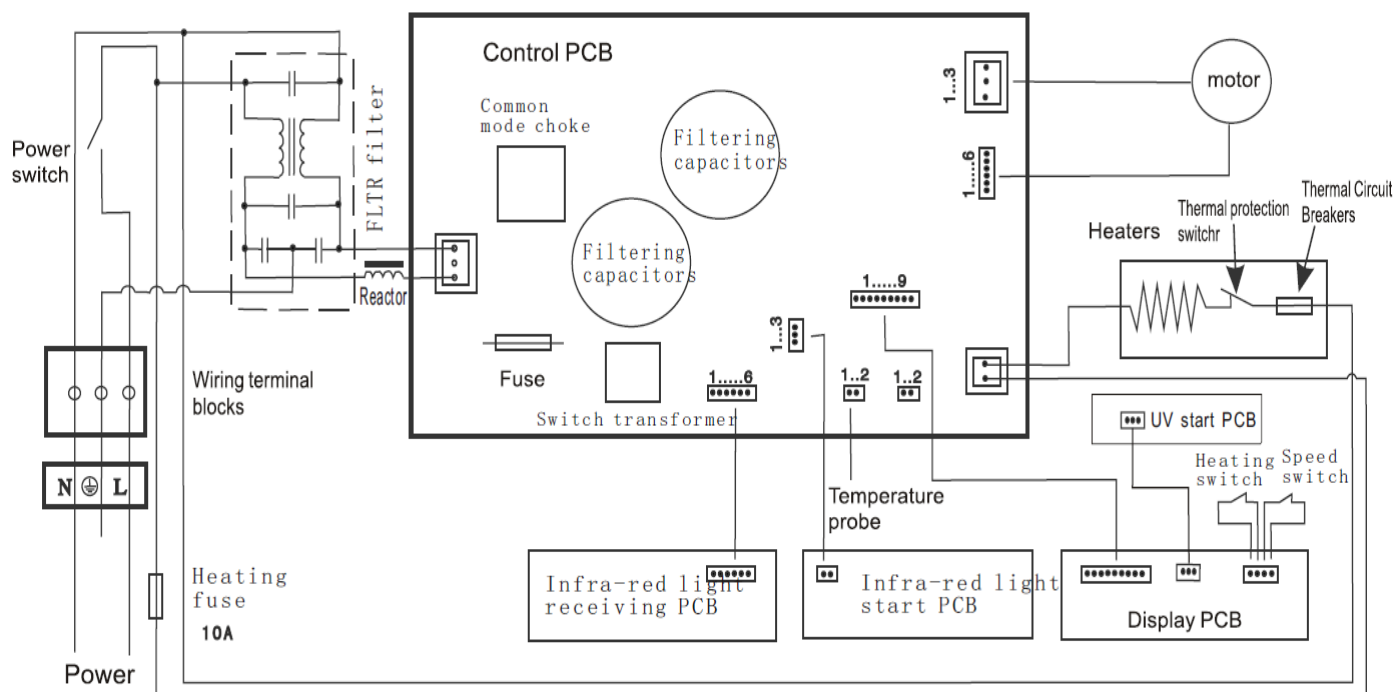 Control PCB
Common
mode choke
Filtering
capacitors
Filtering
capacitors
Power
switch
FLTR filter
Reactor
1...3
motor
1.....6
Thermal Circuit
Breakers
Thermal protection
switchr
Heaters
1.....9
1...3
Fuse
1.....6
1..2
1..2
Switch transformer
Wiring terminal
blocks
UV start PCB
N L
Heating
switch
Speed
switch
Temperature
probe
Heating
fuse
10A
Infra-red light
receiving PCB
Infra-red light
start PCB
Display PCB
Power